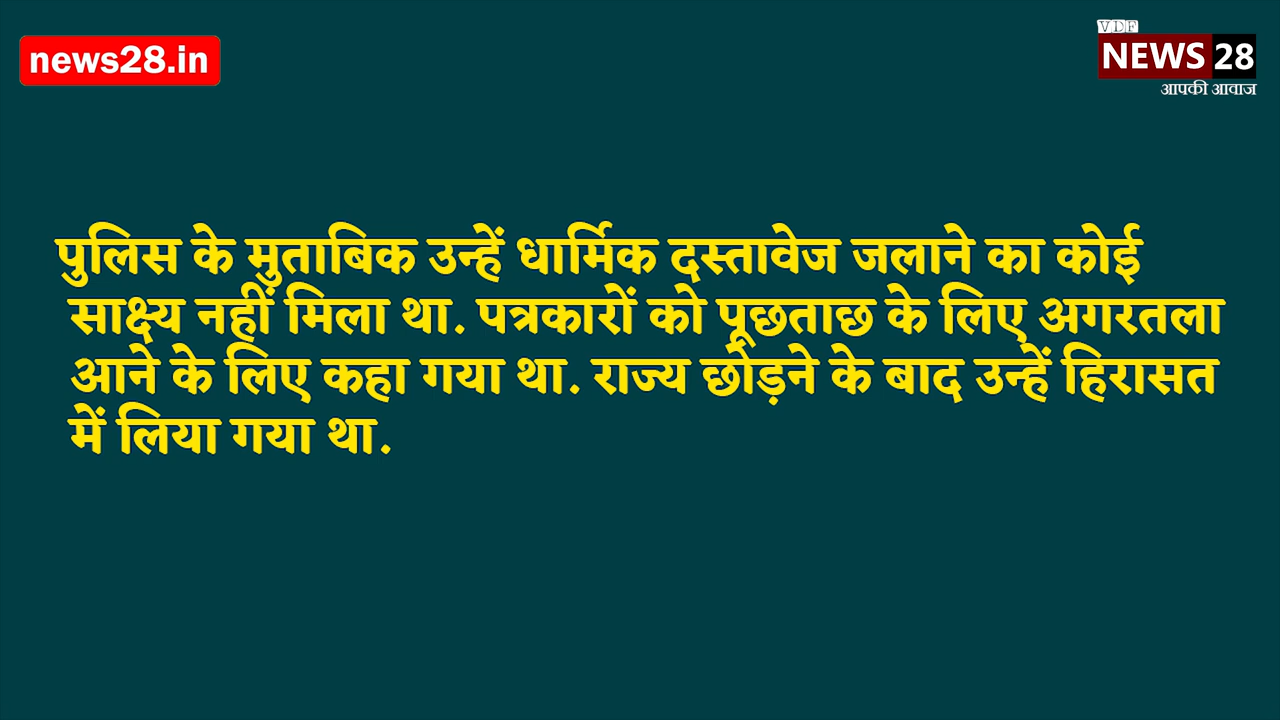 news28.in
VDF
NEWS 28
आपकी आवाज
पुलिस के मुताबिक उन्हें धार्मिक दस्तावेज जलाने का कोई
साक्ष्य नहीं मिला था. पत्रकारों को पूछताछ के लिए अगरतला
आने के लिए कहा गया था. राज्य छोड़ने के बाद उन्हें हिरासत
में लिया गया था.